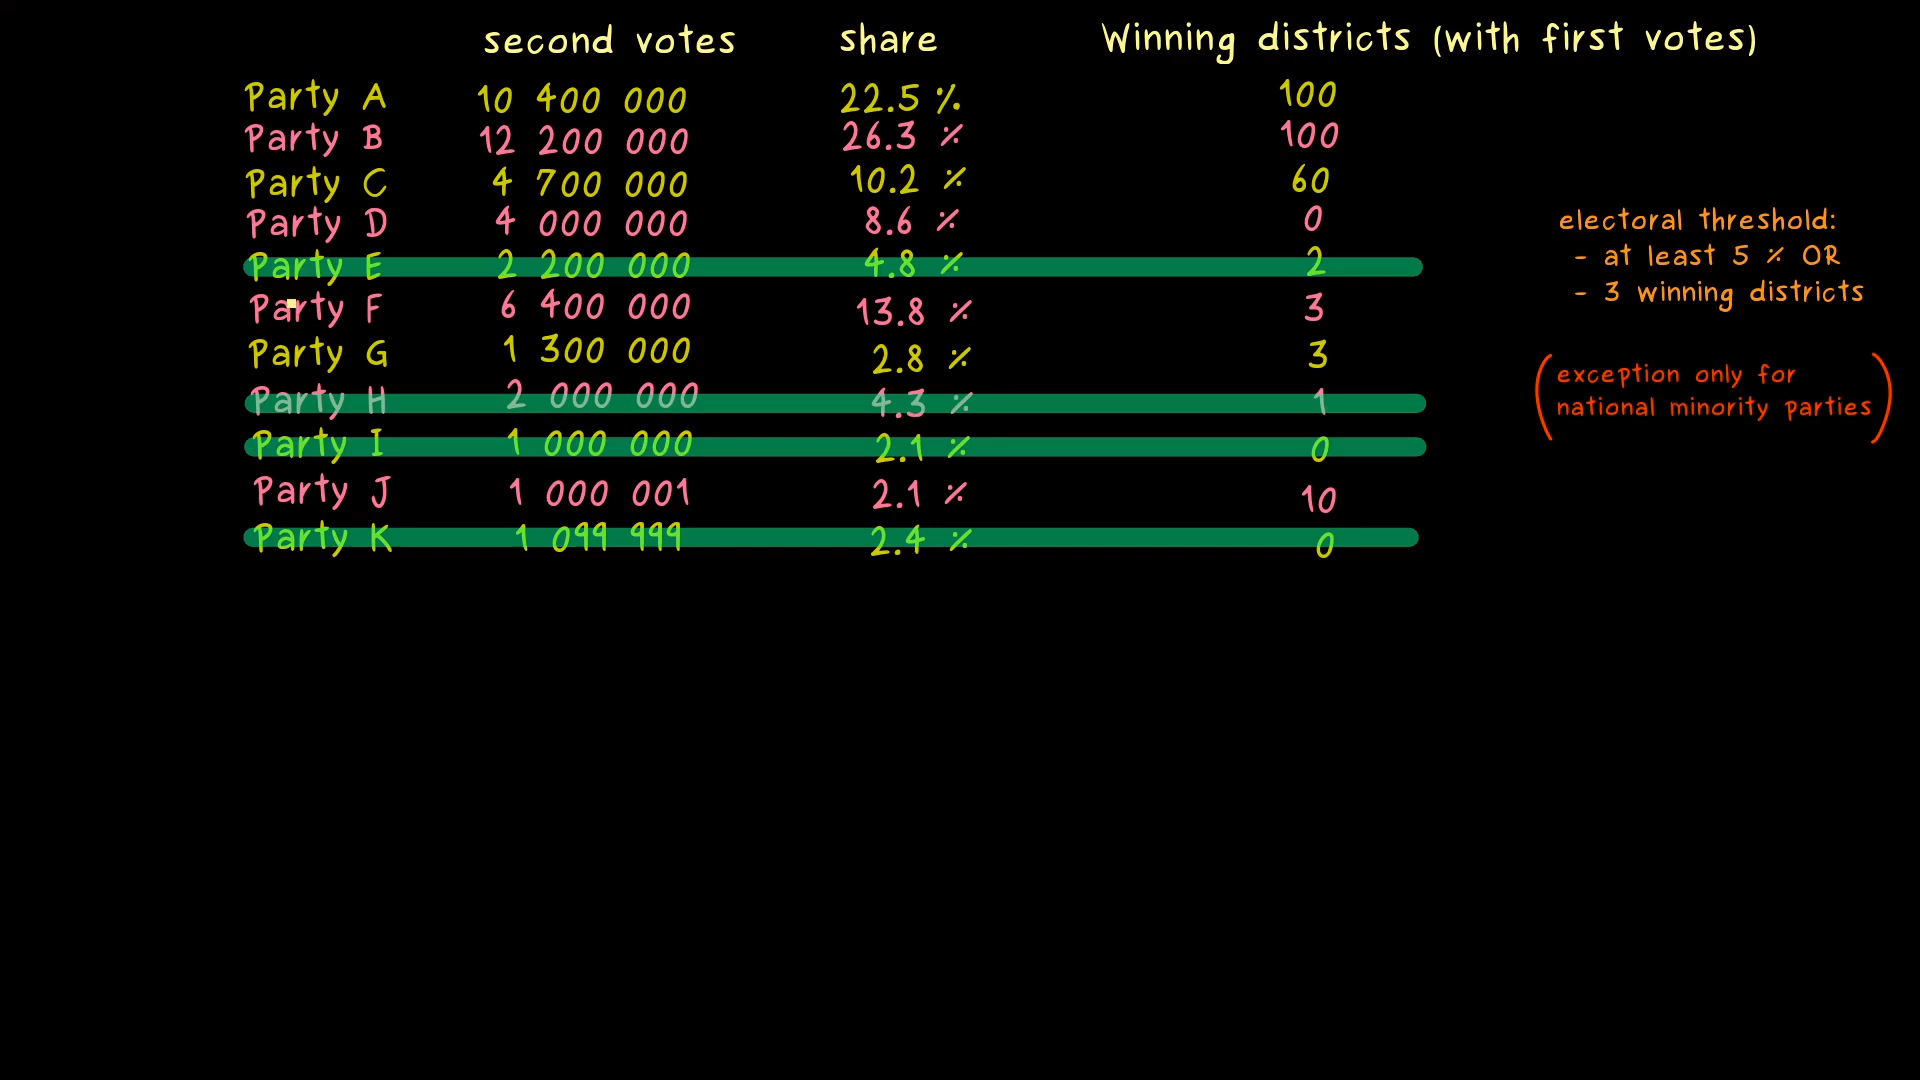 second votes share Winning districts (with first votes)
Party A 10 400 000 22.5 % 100
Party B 12 200 000 26.3 % 100
Party C 4 700 000 10.2 % 60
Party D 4 000 000 8.6 % 0
Party E 2 200 000 4.8 % 2
Party F 6 400 000 13.8 % 3
Party G 1 300 000 2.8 % 3
Party H 2 000 000 4.3 % 1
Party I 1 000 000 2.1 % 0
Party J 1 000 001 2.1 % 10
Party K 1 099 999 2.4 % 0
electoral threshold:
- at least 5 % OR
- 3 winning districts
(exception only for
national minority parties)